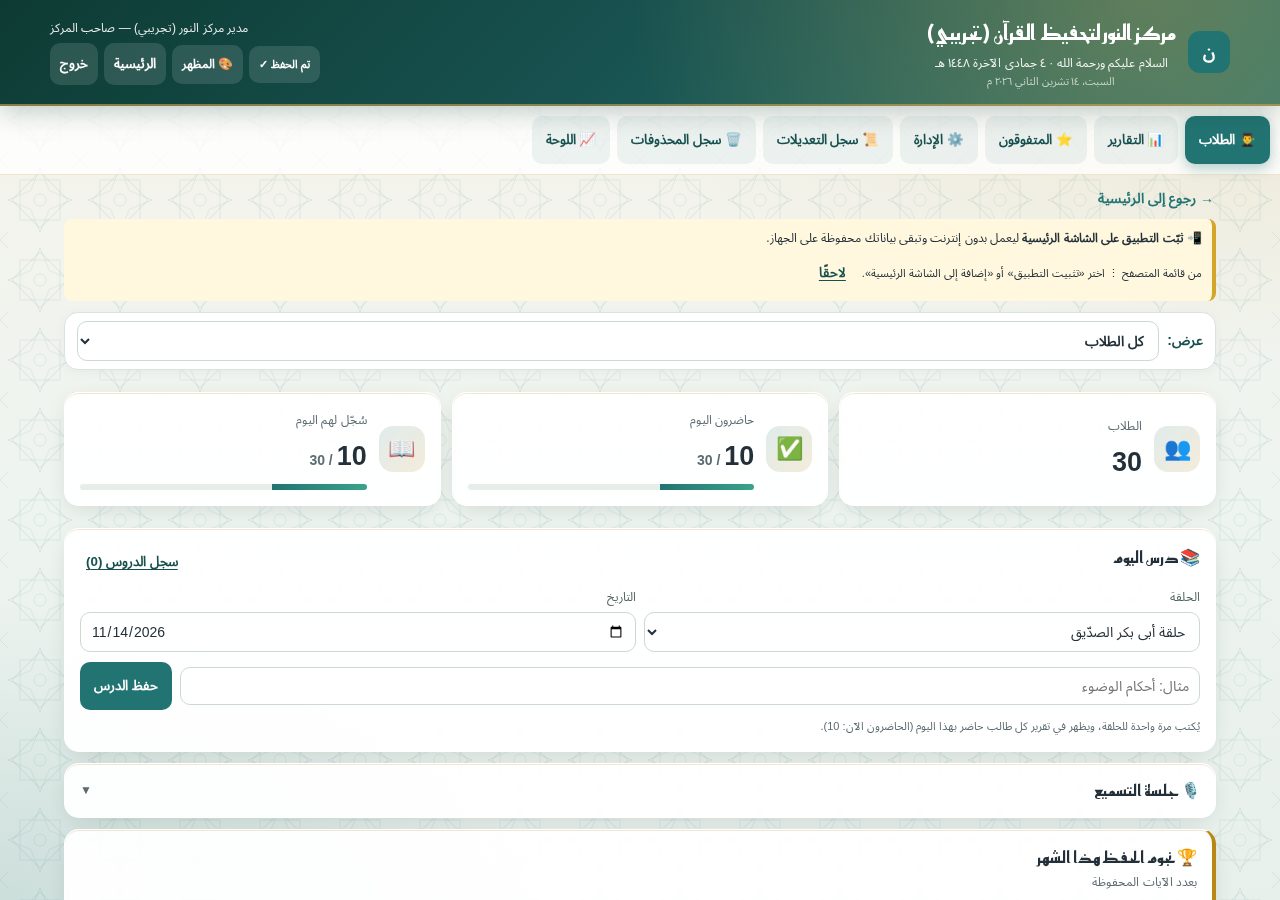 ن
مركز النور لتحفيظ القرآن (تجريبي)
السلام عليكم ورحمة الله · ٤ جمادى الآخرة ١٤٤٨ هـ
السبت، ١٤ تشرين الثاني ٢٠٢٦ م
مدير مركز النور (تجريبي) — صاحب المركز
تم الحفظ ✓
🎨 المظهر
الرئيسية
خروج
👨‍🎓 الطلاب
📊 التقارير
⭐ المتفوقون
⚙️ الإدارة
📜 سجل التعديلات
🗑️ سجل المحذوفات
📈 اللوحة
→ رجوع إلى الرئيسية
📲 ثبّت التطبيق على الشاشة الرئيسية ليعمل بدون إنترنت وتبقى بياناتك محفوظة على الجهاز.
من قائمة المتصفح ⋮ اختر «تثبيت التطبيق» أو «إضافة إلى الشاشة الرئيسية». لاحقًا
عرض: كل الطلاب
👥 الطلاب
30
✅ حاضرون اليوم
10 / 30
📖 سُجّل لهم اليوم
10 / 30
📚 درس اليوم
سجل الدروس (0)
الحلقة
حلقة أبي بكر الصدّيق
التاريخ
11/14/2026
مثال: أحكام الوضوء
حفظ الدرس
يُكتب مرة واحدة للحلقة، ويظهر في تقرير كل طالب حاضر بهذا اليوم (الحاضرون الآن: 10).
🎙️ جلسة التسميع ▼
🏆 نجوم الحفظ هذا الشهر
بعدد الآيات المحفوظة